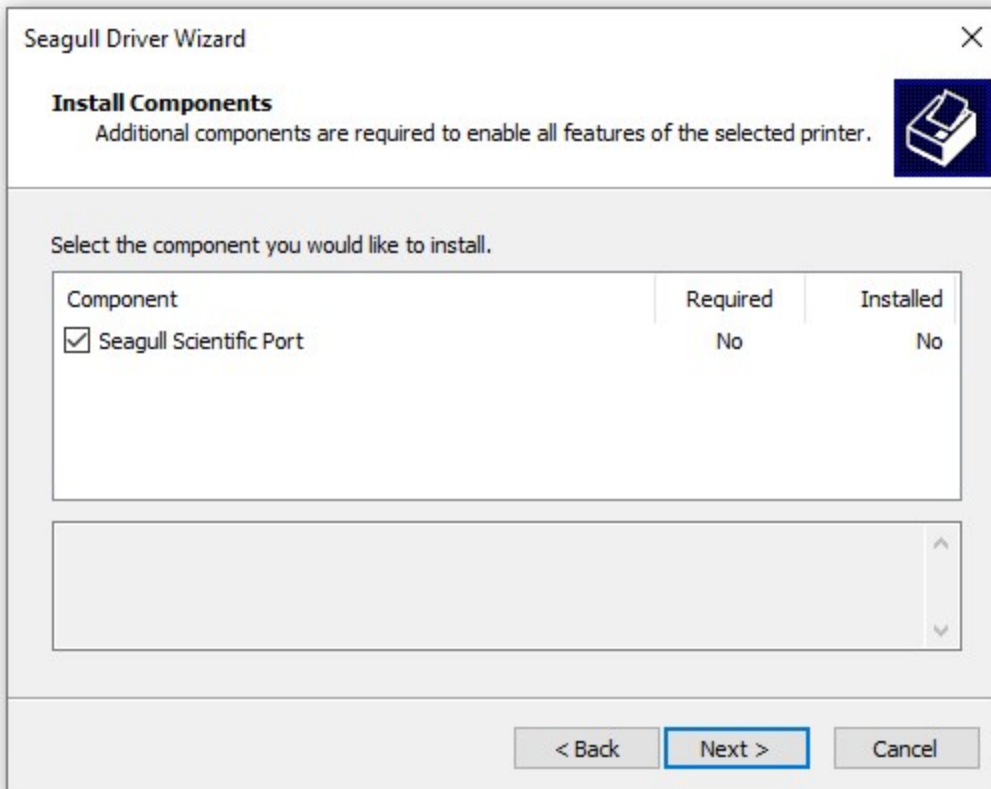 Seagull Driver Wizard
Install Components
Additional components are required to enable all features of the selected printer.
Select the component you would like to install.
Component Required Installed
Seagull Scientific Port No No
< Back Next > Cancel